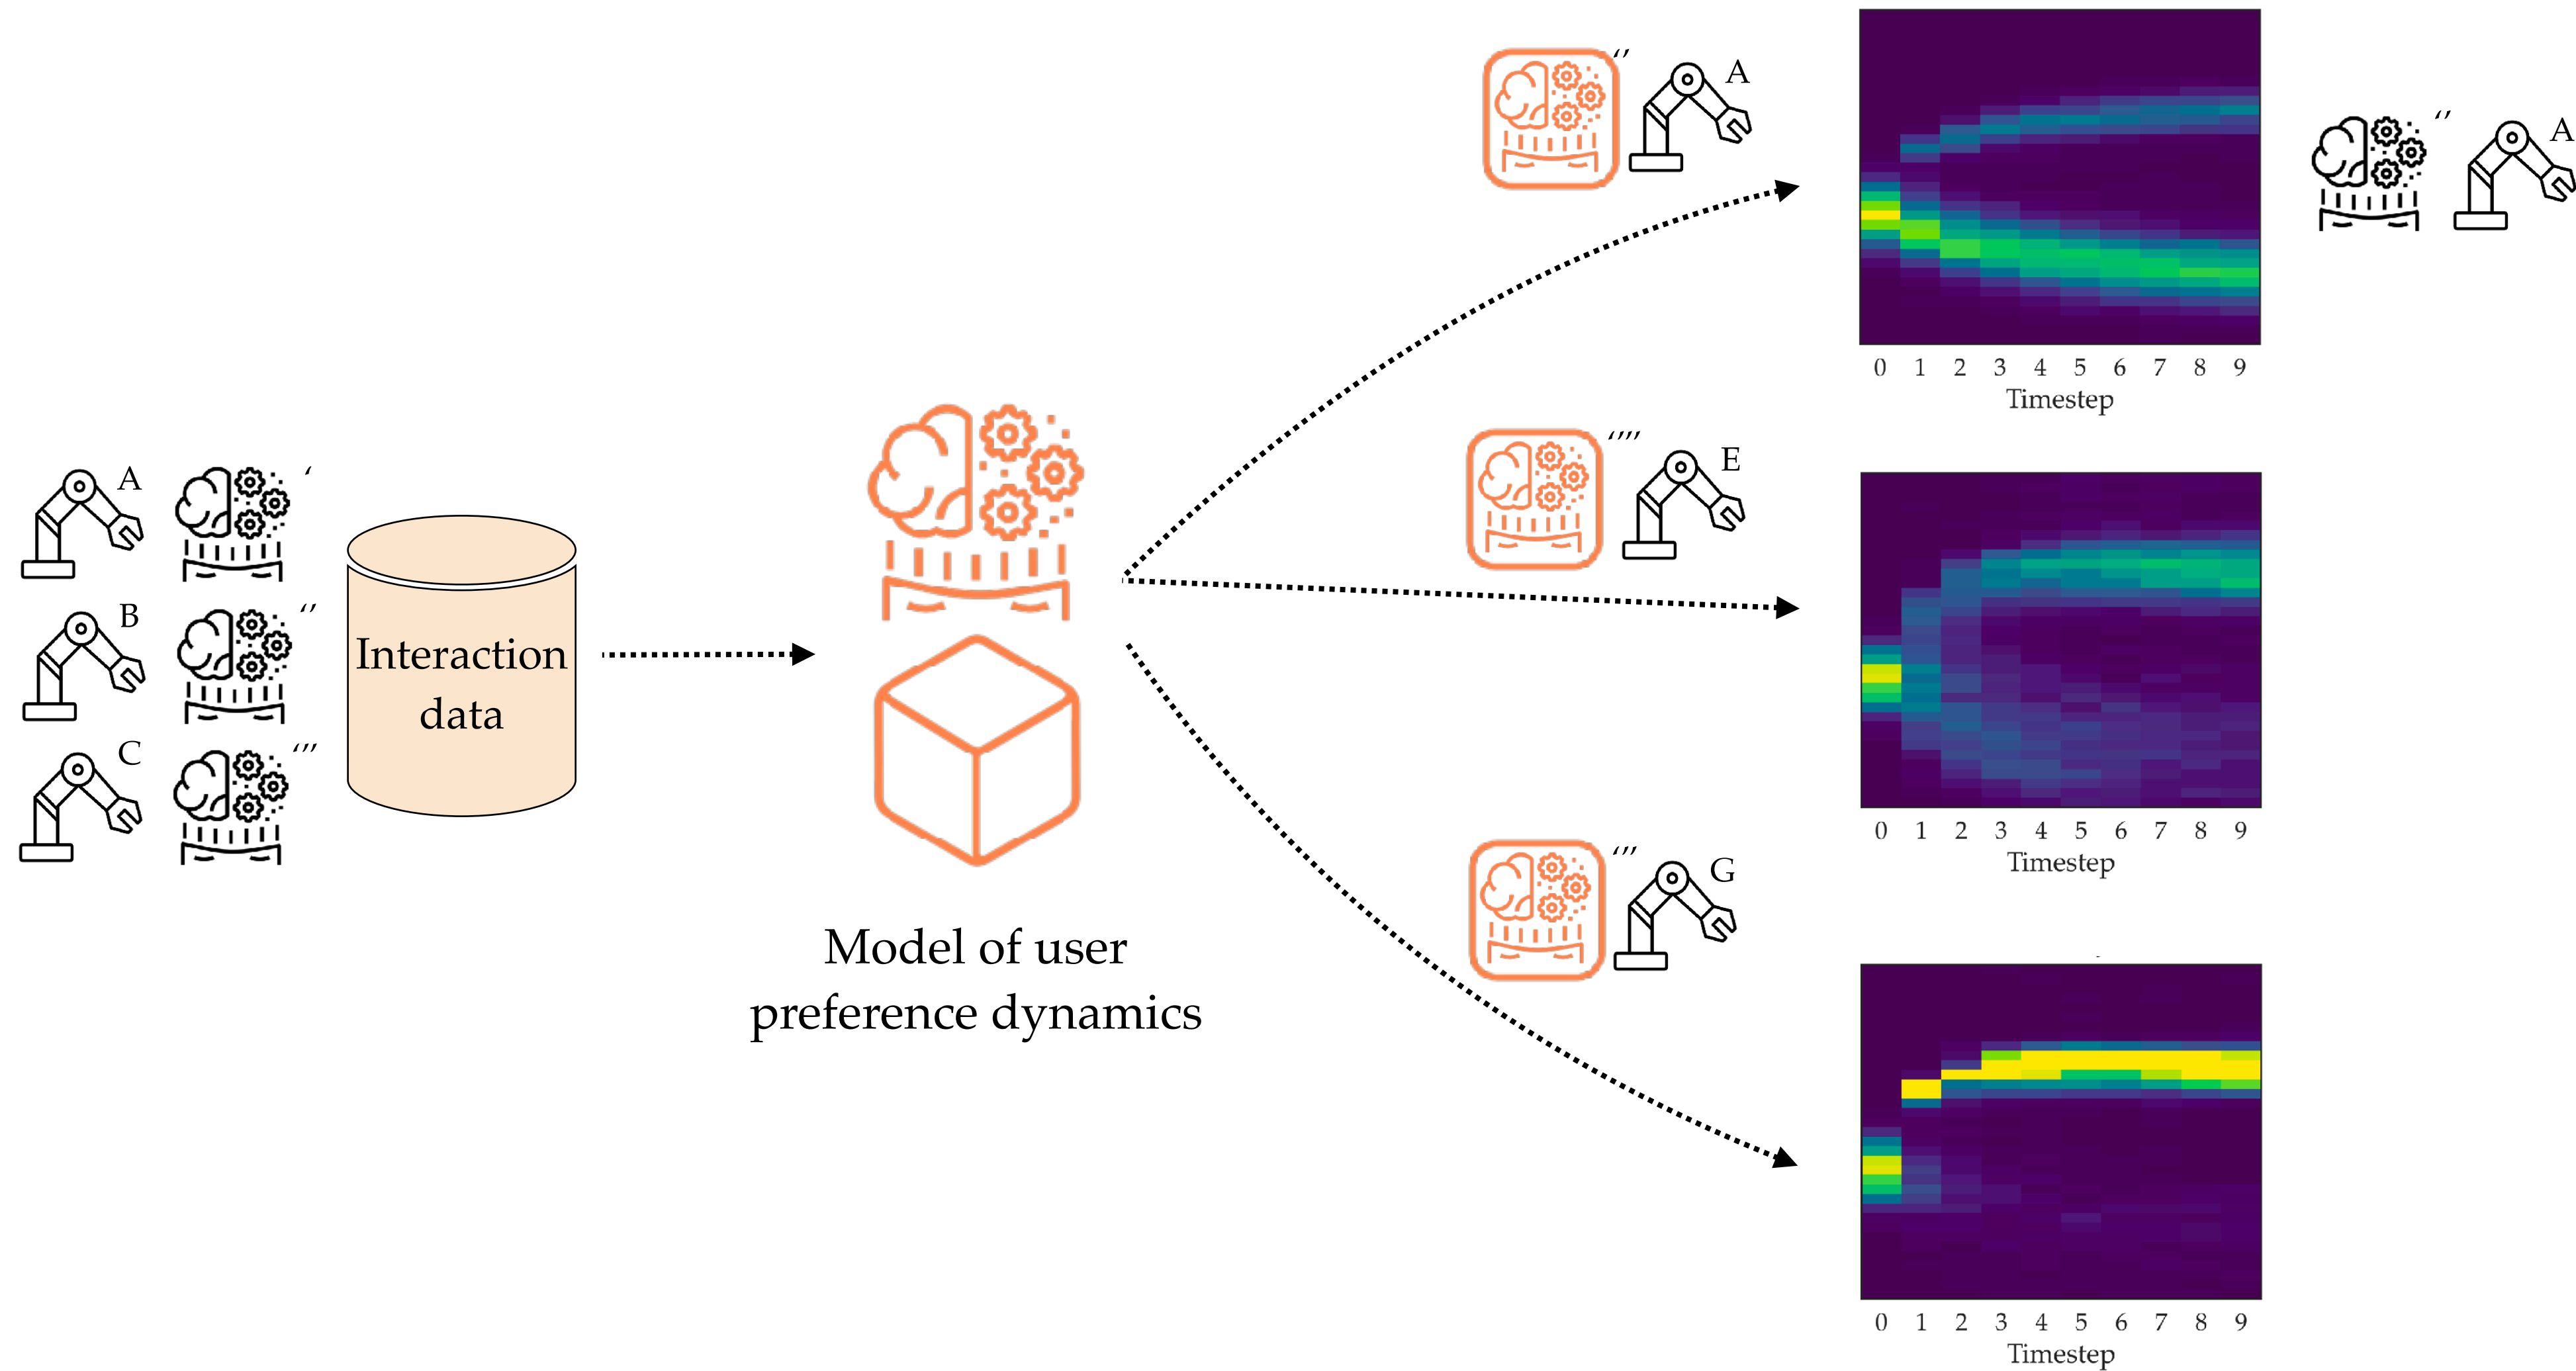 A ‘
B ‘’
C ‘’’
Interaction
data
Model of user
preference dynamics
‘’ A
0 1 2 3 4 5 6 7 8 9
Timestep
‘’ A
‘’’’ E
0 1 2 3 4 5 6 7 8 9
Timestep
‘’’ G
0 1 2 3 4 5 6 7 8 9
Timestep